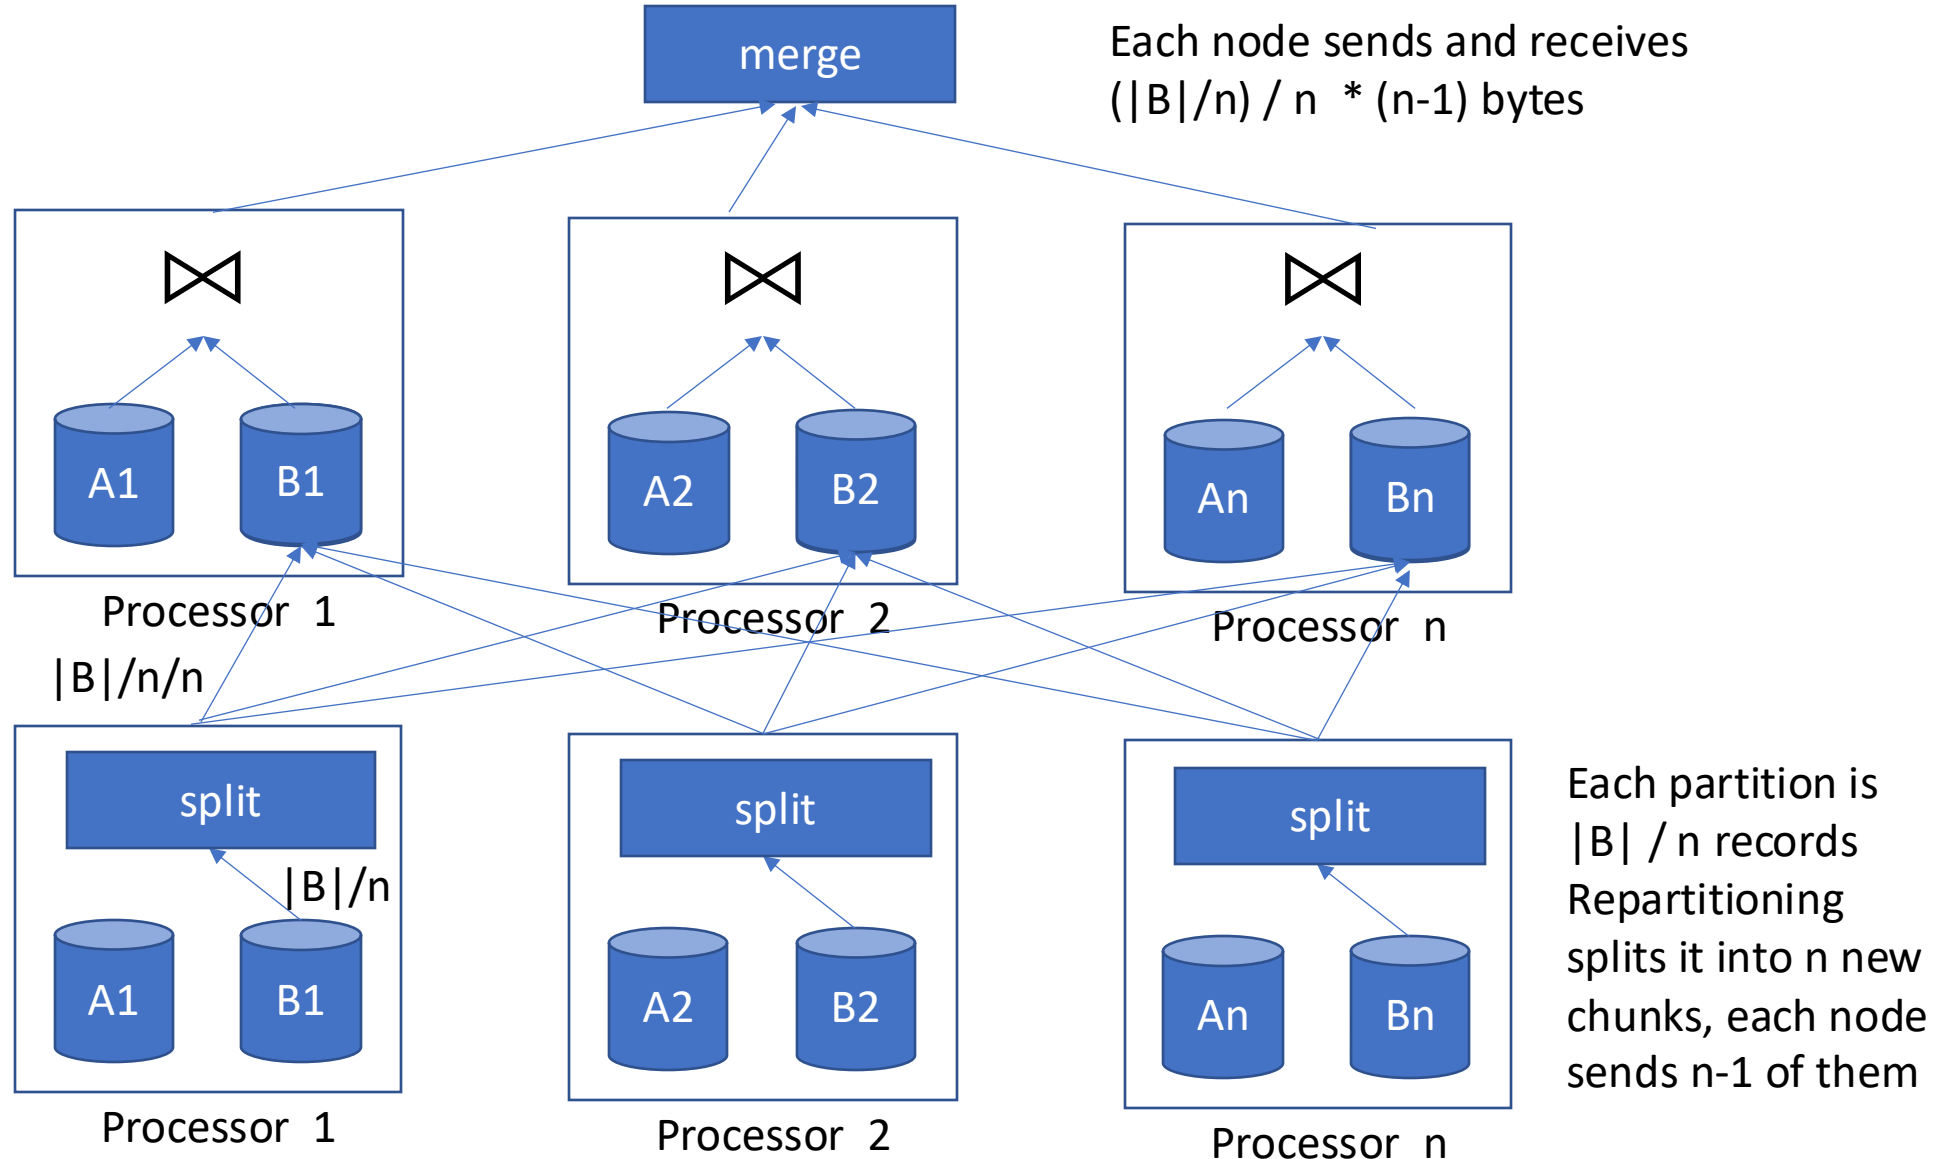 merge
Each node sends and receives
(|B|/n) / n * (n-1) bytes
A1
B1
A2
B2
An
Bn
Processor 1
Processor 2
Processor n
|B|/n/n
split
split
split
|B|/n
A1
B1
A2
B2
An
Bn
Each partition is
|B| / n records
Repartitioning
splits it into n new
chunks, each node
sends n-1 of them
Processor 1
Processor 2
Processor n